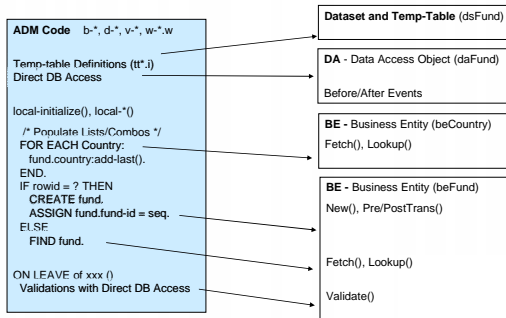 ADM Code b-*, d-*, v-*, w-*.w
Temp-table Definitions (tt*.i)
Direct DB Access
local-initialize(), local-*()
/* Populate Lists/Combos */
FOR EACH Country:
fund.country:add-last().
END.
IF rowid = ? THEN
CREATE fund.
ASSIGN fund.fund-id = seq.
ELSE
FIND fund.
ON LEAVE of xxx ()
Validations with Direct DB Access
Dataset and Temp-Table (dsFund)
DA - Data Access Object (daFund)
Before/After Events
BE - Business Entity (beCountry)
Fetch(), Lookup()
BE - Business Entity (beFund)
New(), Pre/PostTrans()
Fetch(), Lookup()
Validate()